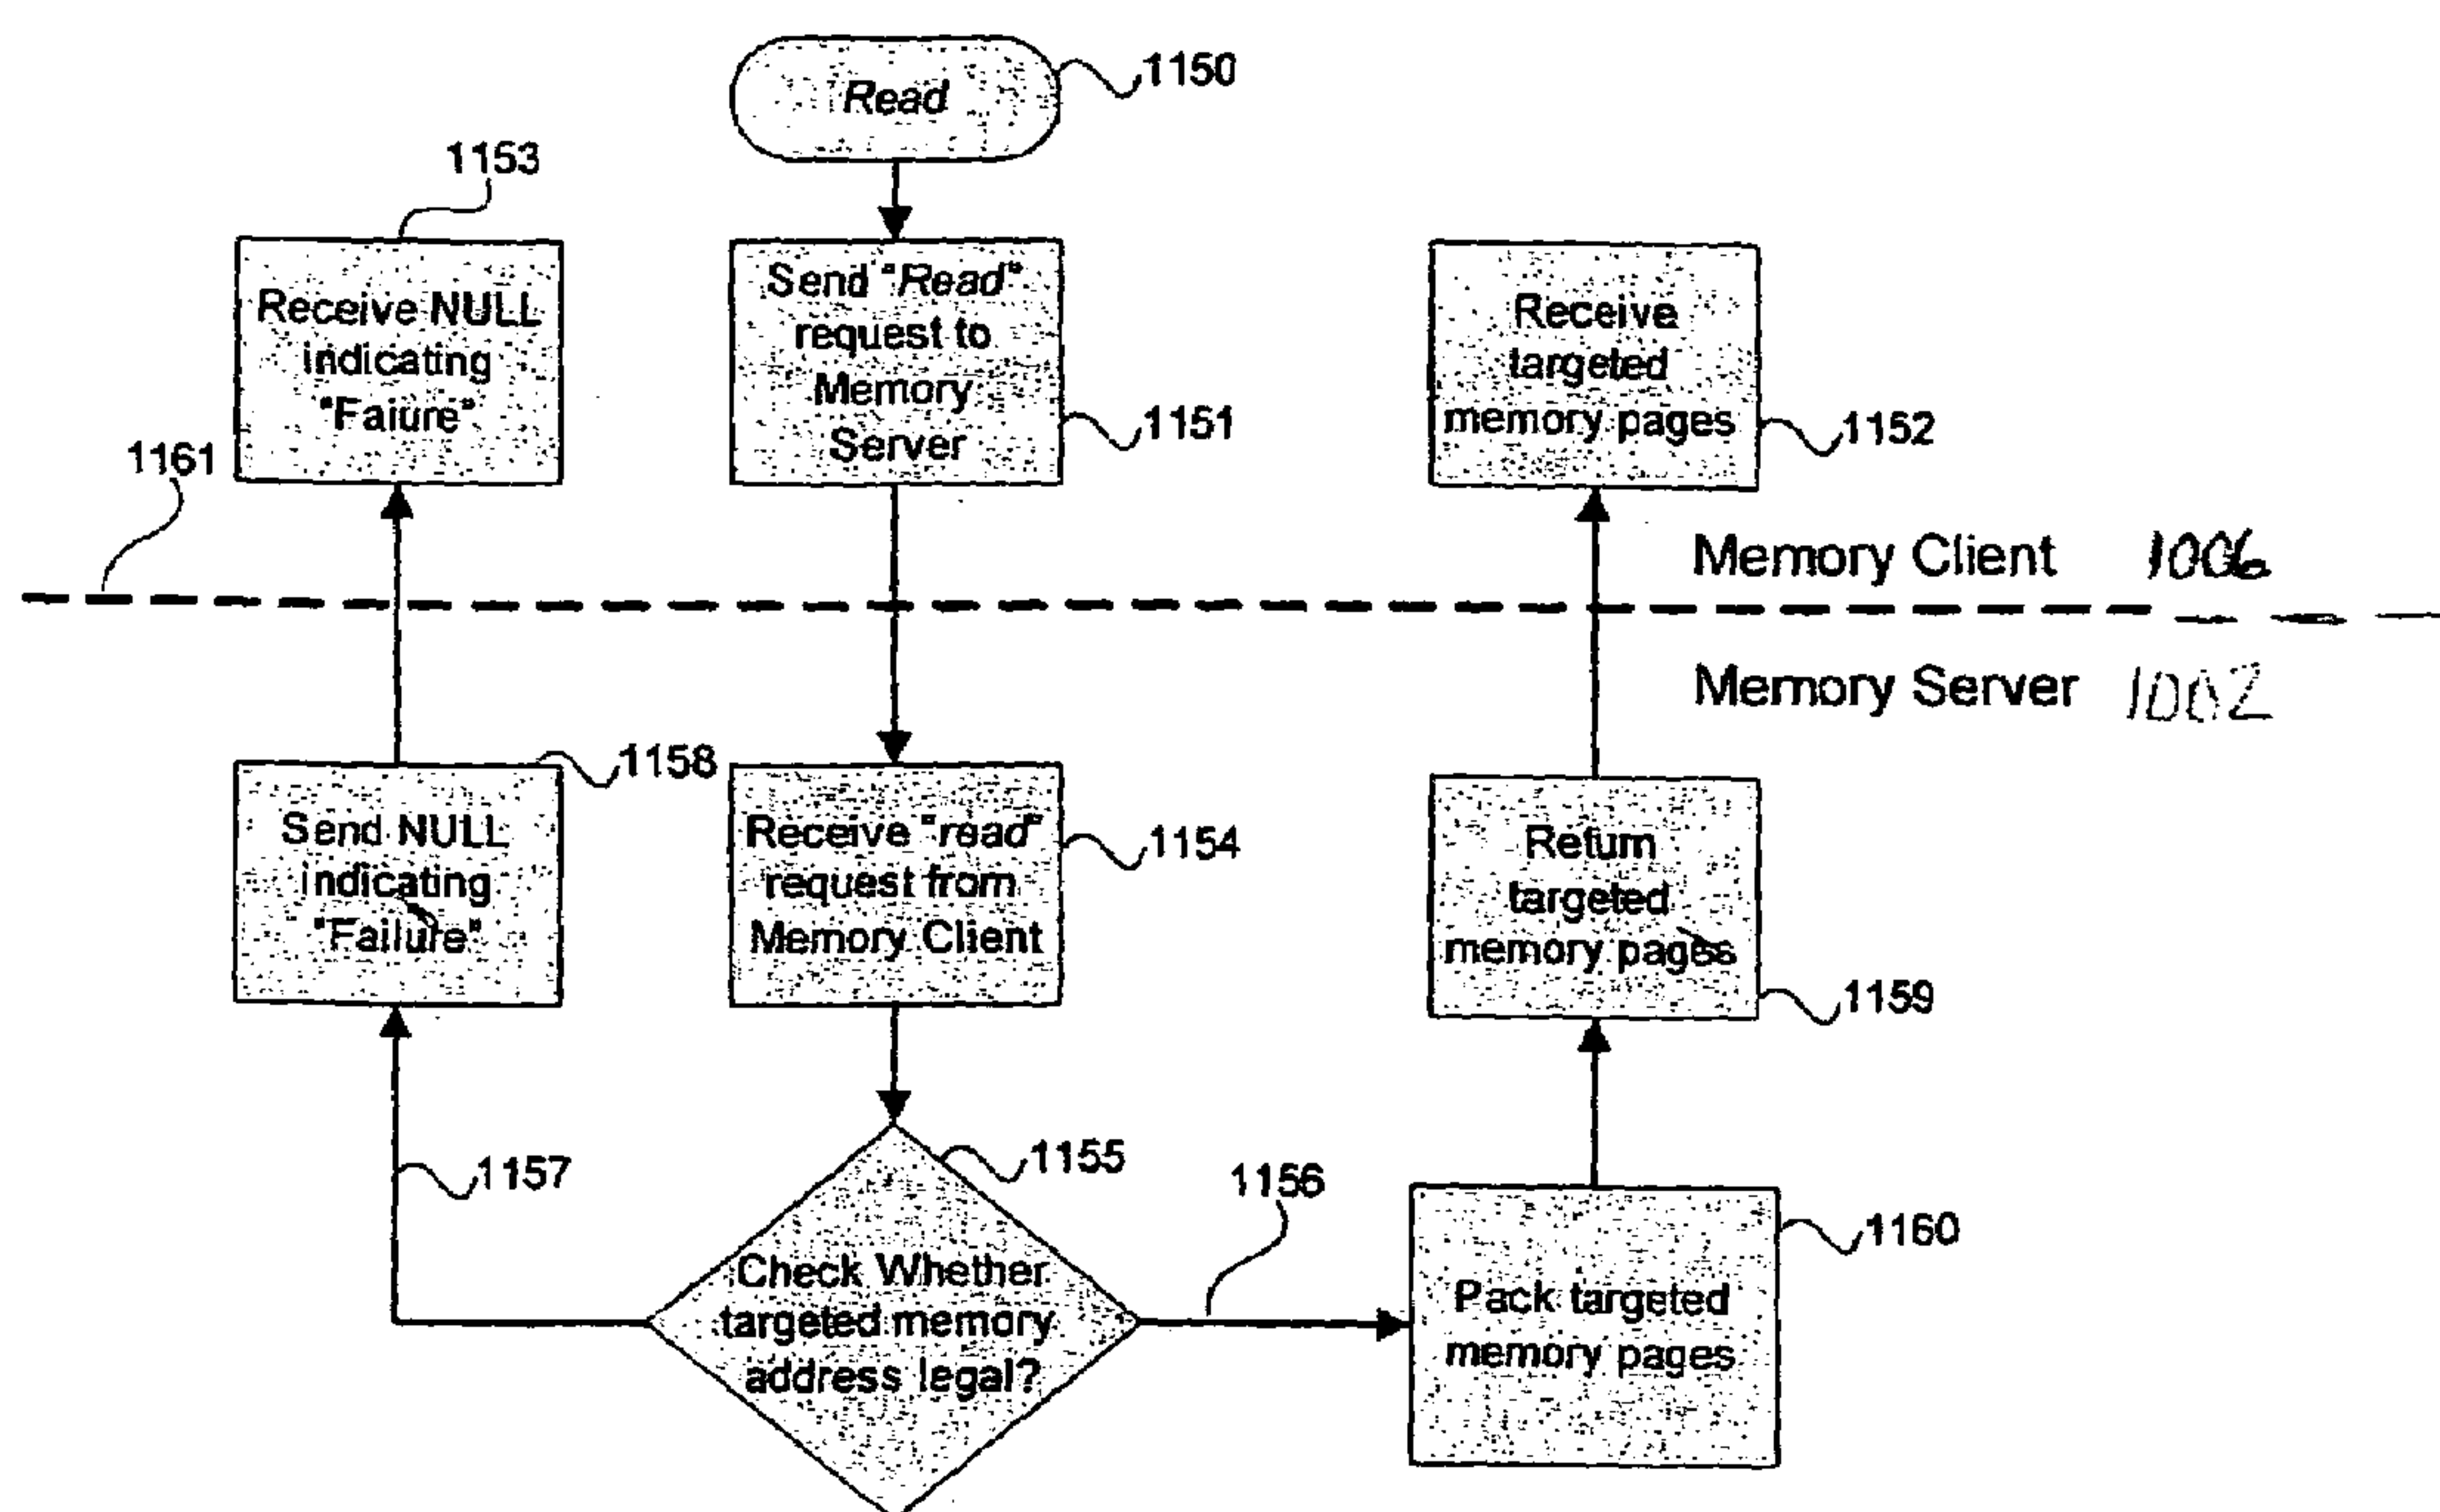 Read
1150
1153
Receive NULL
indicating
"Faiure"
Send "Read"
request to
Memory
Server
1151
Receive
targeted
memory pages
1152
1161
Memory Client 1006
Memory Server 1002
Send NULL
indicating
"Failure"
1158
Receive "read"
request from
Memory Client
1154
Return
targeted
memory pages
1159
1157
1155
Check Whether
targeted memory
address legal?
1156
Pack targeted
memory pages
1160